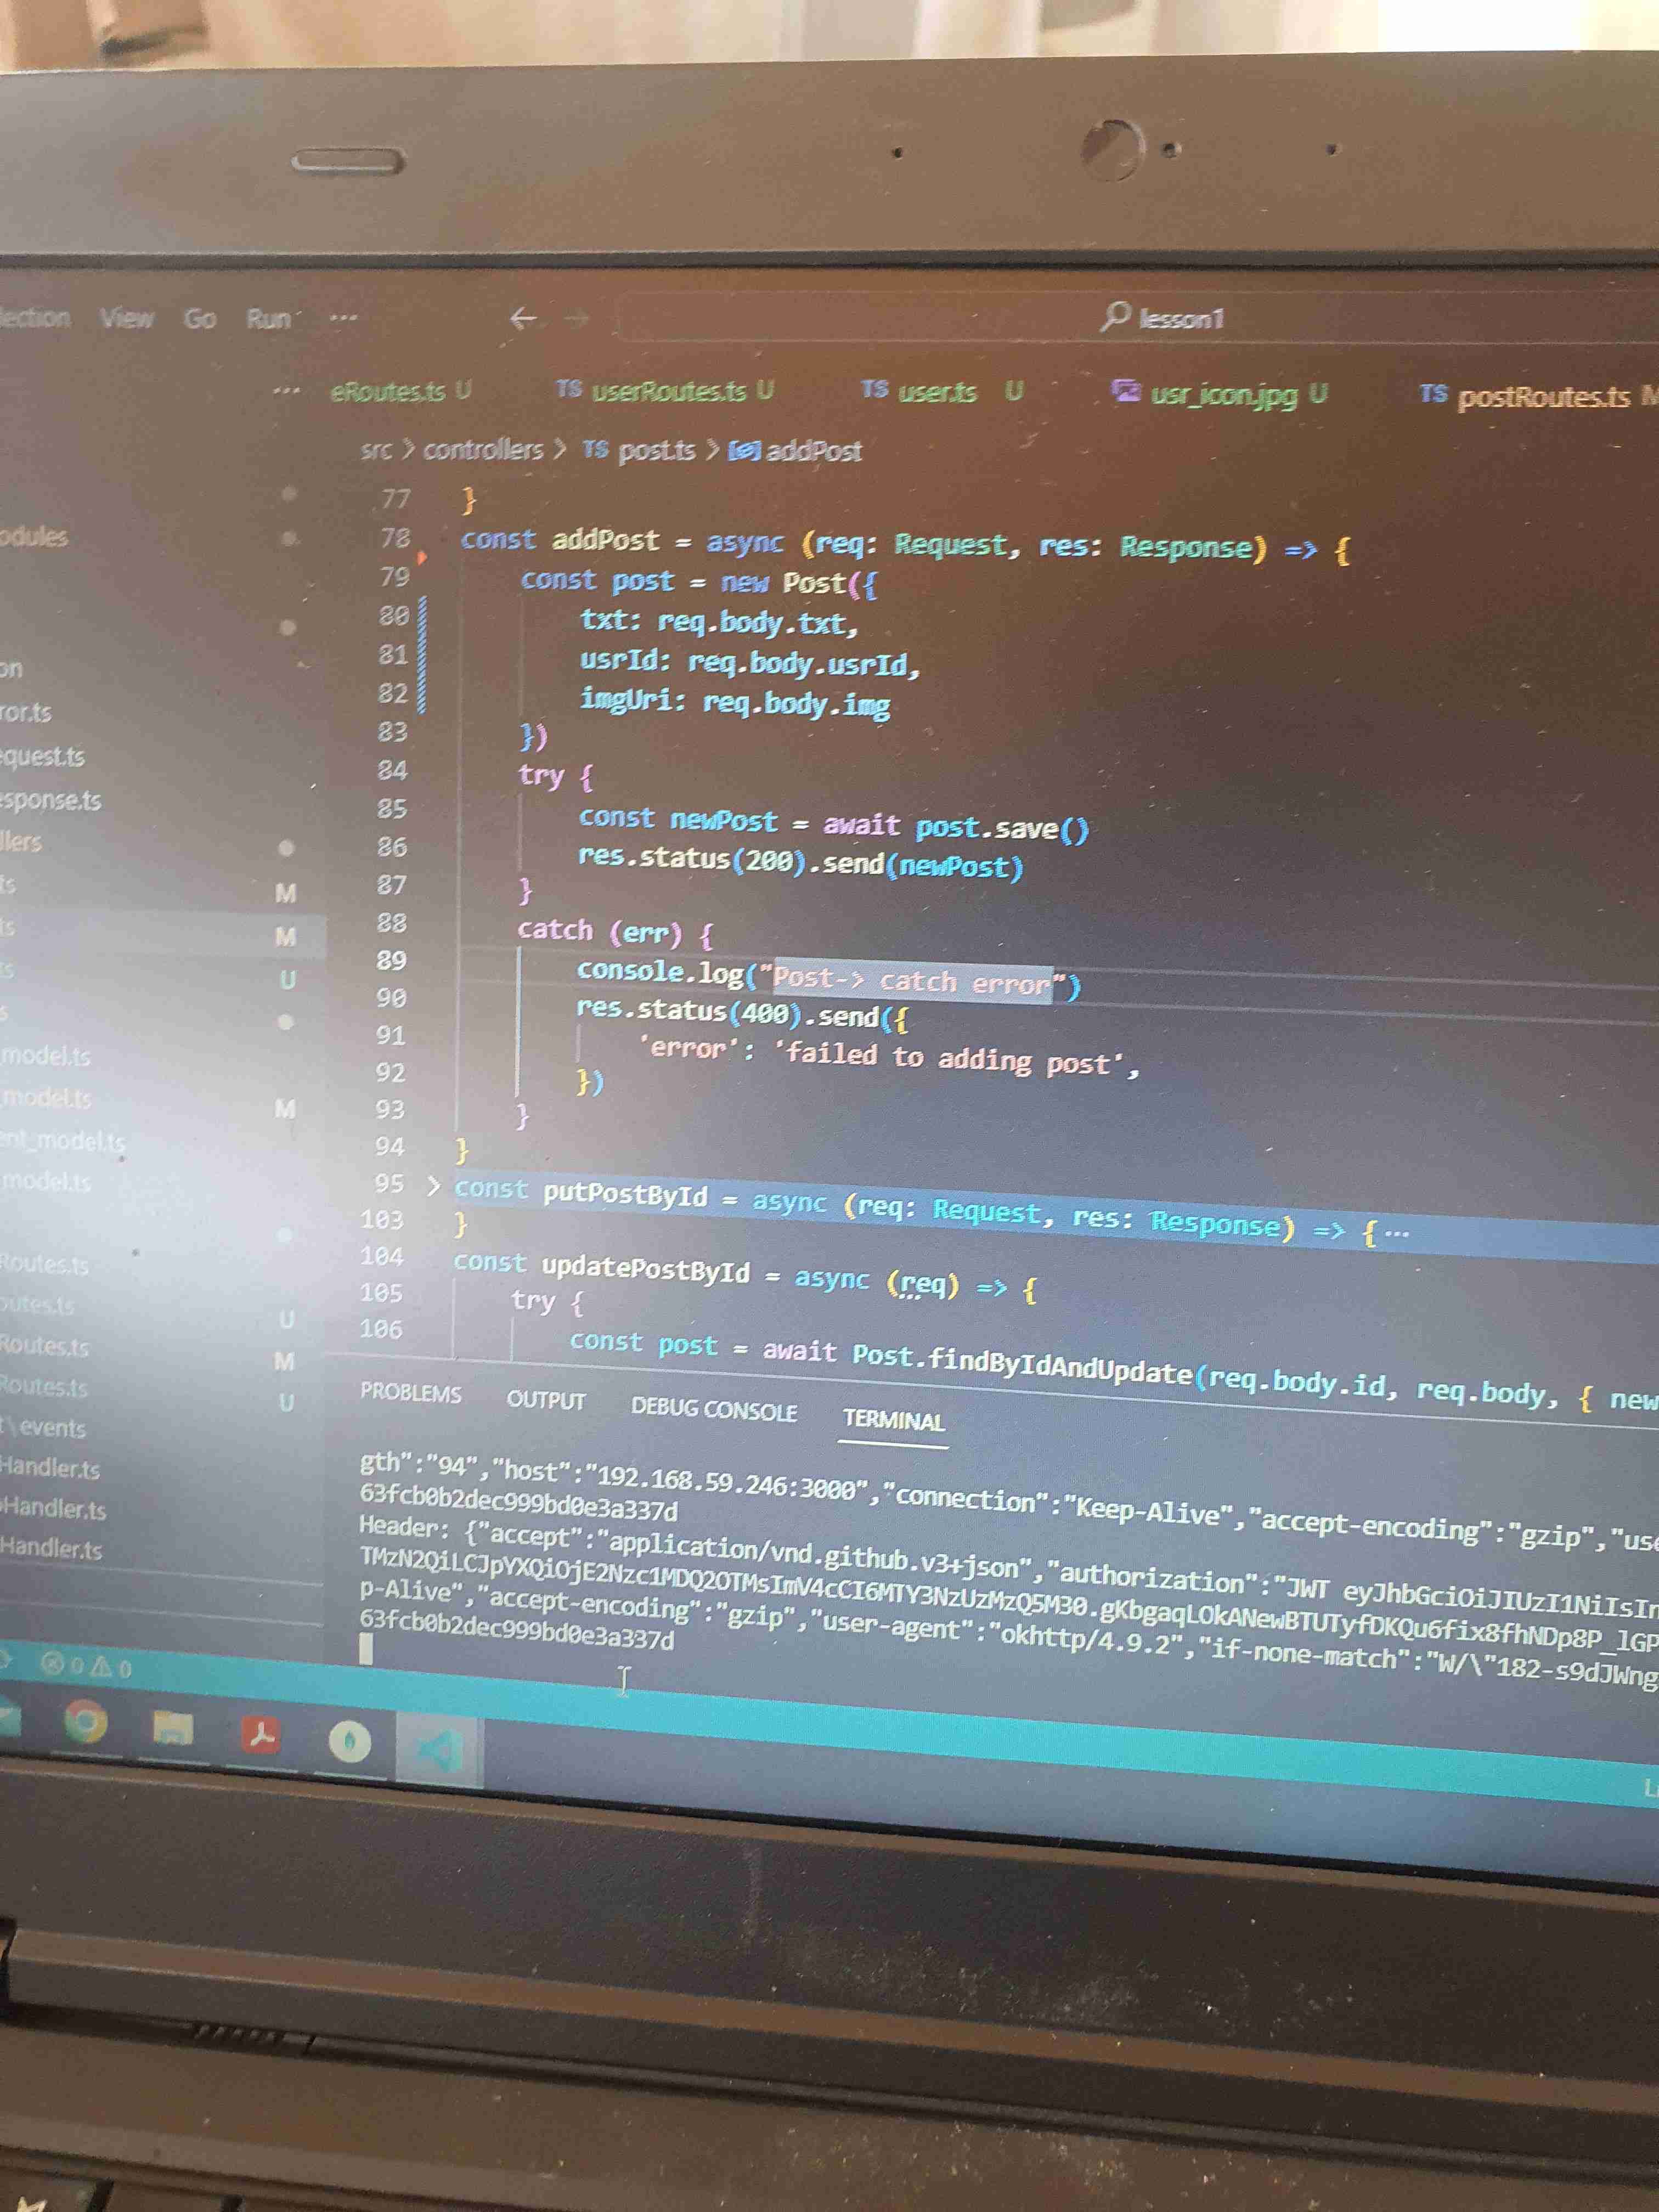 lection View Go Run ··· ← → lesson1
··· eRoutes.ts U TS userRoutes.ts U TS user.ts U usr_icon.jpg U TS postRoutes.ts M
src > controllers > TS post.ts > addPost
77 }
78 const addPost = async (req: Request, res: Response) => {
79 const post = new Post({
80 txt: req.body.txt,
81 usrId: req.body.usrId,
82 imgUri: req.body.img
83 })
84 try {
85 const newPost = await post.save()
86 res.status(200).send(newPost)
87 }
88 catch (err) {
89 console.log("Post-> catch error")
90 res.status(400).send({
91 'error': 'failed to adding post',
92 })
93 }
94 }
95 > const putPostById = async (req: Request, res: Response) => {···
103 }
104 const updatePostById = async (req) => {
105 try {
106 const post = await Post.findByIdAndUpdate(req.body.id, req.body, { new
odules
on
ror.ts
equest.ts
esponse.ts
llers
ts M
ts M
ts U
s
model.ts
model.ts M
ent_model.ts
model.ts
Routes.ts
outes.ts U
Routes.ts M
Routes.ts U
t\events
Handler.ts
Handler.ts
Handler.ts
PROBLEMS OUTPUT DEBUG CONSOLE TERMINAL
gth":"94","host":"192.168.59.246:3000","connection":"Keep-Alive","accept-encoding":"gzip","use
63fcb0b2dec999bd0e3a337d
Header: {"accept":"application/vnd.github.v3+json","authorization":"JWT eyJhbGciOiJIUzI1NiIsIn
p-Alive","accept-encoding":"gzip","user-agent":"okhttp/4.9.2","if-none-match":"W/\"182-s9dJWng
63fcb0b2dec999bd0e3a337d
0 0